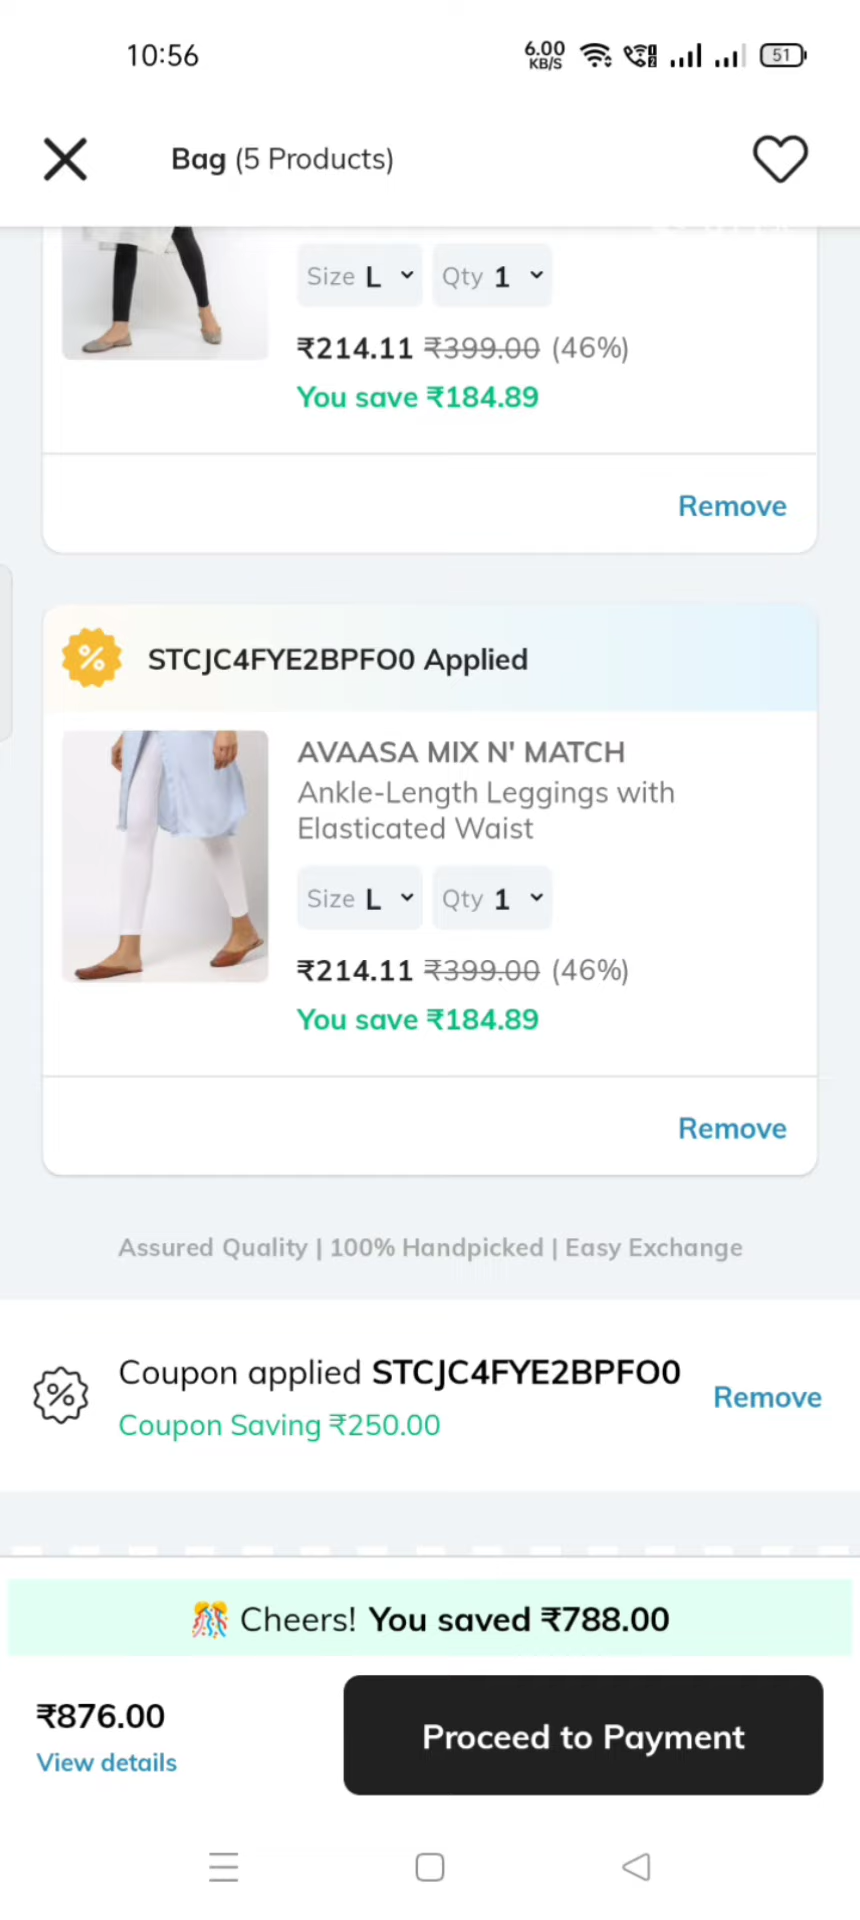 10:56
6.00
KB/S
51
Bag (5 Products)
Size L
Qty 1
₹214.11 ₹399.00 (46%)
You save ₹184.89
Remove
STCJC4FYE2BPFO0 Applied
AVAASA MIX N' MATCH
Ankle-Length Leggings with
Elasticated Waist
Size L
Qty 1
₹214.11 ₹399.00 (46%)
You save ₹184.89
Remove
Assured Quality | 100% Handpicked | Easy Exchange
Coupon applied STCJC4FYE2BPFO0
Coupon Saving ₹250.00
Remove
Cheers! You saved ₹788.00
₹876.00
View details
Proceed to Payment